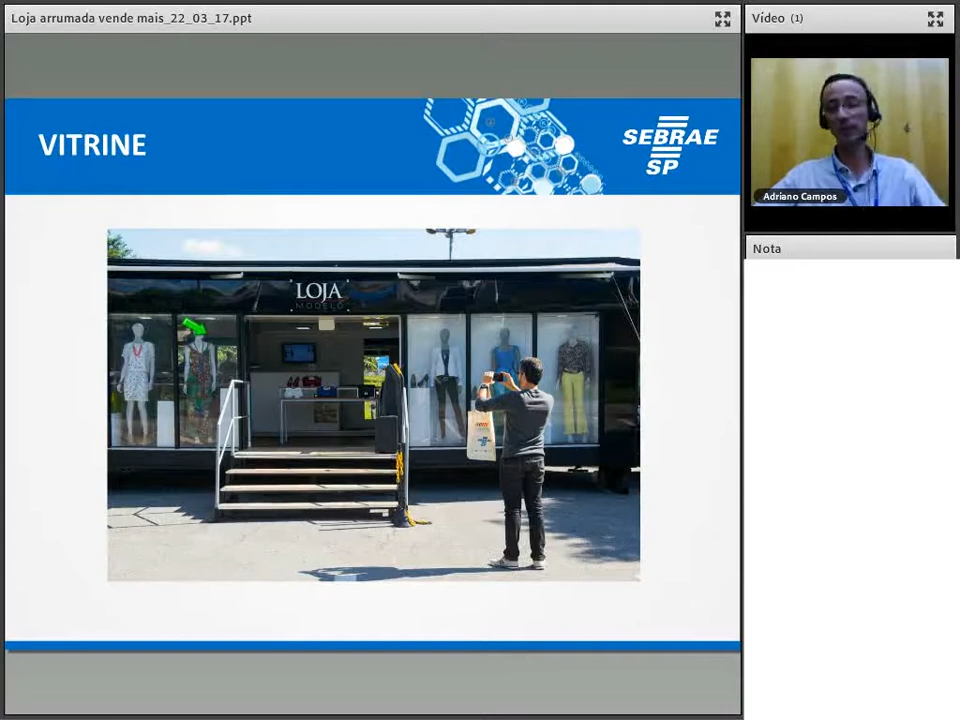 Loja arrumada vende mais_22_03_17.ppt
Vídeo (1)
VITRINE
SEBRAE
SP
Adriano Campos
Nota
LOJA
MODELO